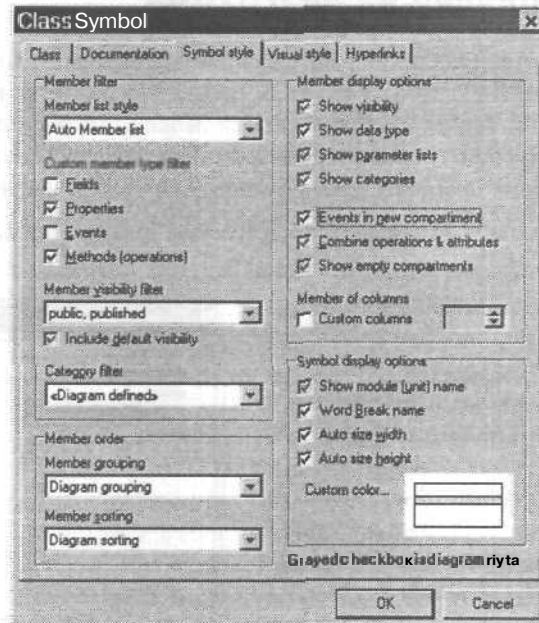 Class Symbol
Class Documentation Symbol style Visual style Hyperlinks
Member filter
Member list style
Auto Member list
Custom member type filter
Fields
Properties
Events
Methods (operations)
Member visibility filter
public, published
Include default visibility
Category filter
<Diagram defined>
Member order
Member grouping
Diagram grouping
Member sorting
Diagram sorting
Member display options
Show visibility
Show data type
Show parameter lists
Show categories
Events in new compartiment
Combine operations & attributes
Show empty compartments
Member of columns
Custom columns
Symbol display options
Show module (unit) name
Word Break name
Auto size width
Auto size height
Custom color...
Grayedcheckboxisdiagram riyta
OK Cancel